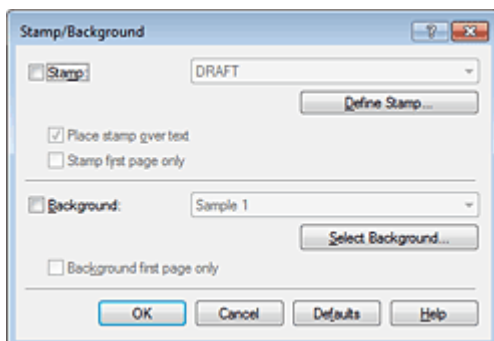 Stamp/Background
Stamp: DRAFT
Define Stamp...
Place stamp over text
Stamp first page only
Background: Sample 1
Select Background...
Background first page only
OK Cancel Defaults Help